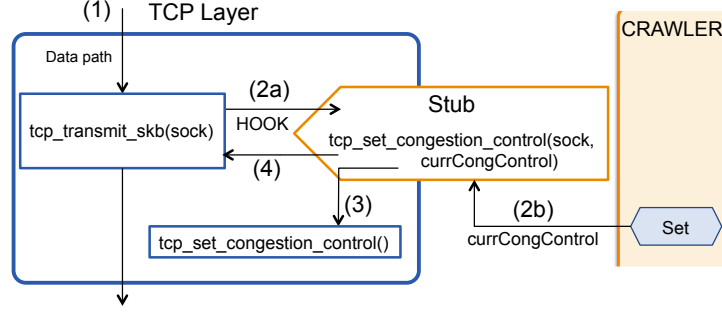 (1)
TCP Layer
CRAWLER
Data path
(2a)
Stub
tcp_transmit_skb(sock)
HOOK
tcp_set_congestion_control(sock,
currCongControl)
(4)
(3)
(2b)
Set
tcp_set_congestion_control()
currCongControl